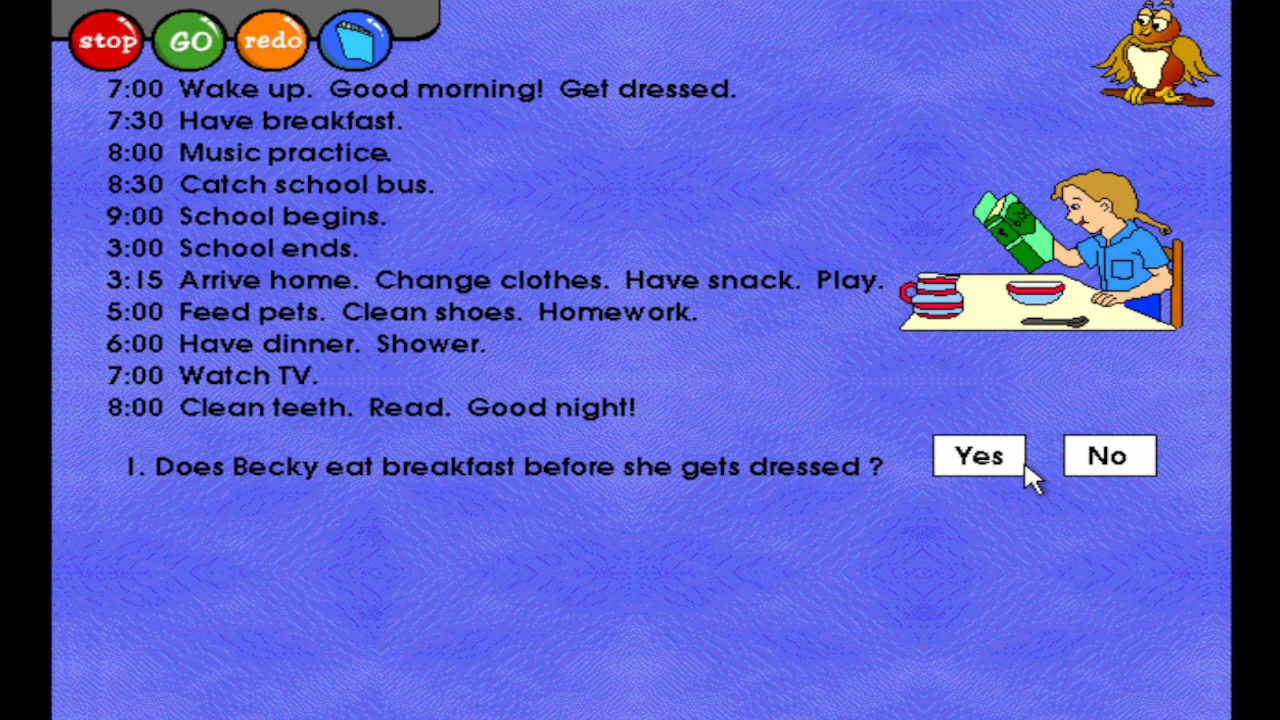 stop GO redo
7:00 Wake up. Good morning! Get dressed.
7:30 Have breakfast.
8:00 Music practice.
8:30 Catch school bus.
9:00 School begins.
3:00 School ends.
3:15 Arrive home. Change clothes. Have snack. Play.
5:00 Feed pets. Clean shoes. Homework.
6:00 Have dinner. Shower.
7:00 Watch TV.
8:00 Clean teeth. Read. Good night!
1. Does Becky eat breakfast before she gets dressed ? Yes No